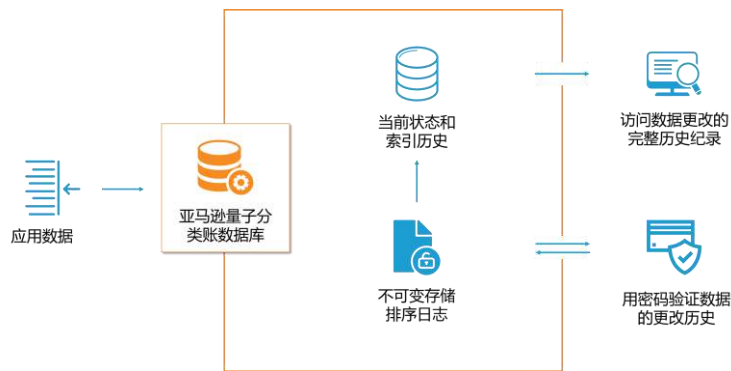 应用数据
亚马逊量子分
类账数据库
当前状态和
索引历史
不可变存储
排序日志
访问数据更改的
完整历史纪录
用密码验证数据
的更改历史